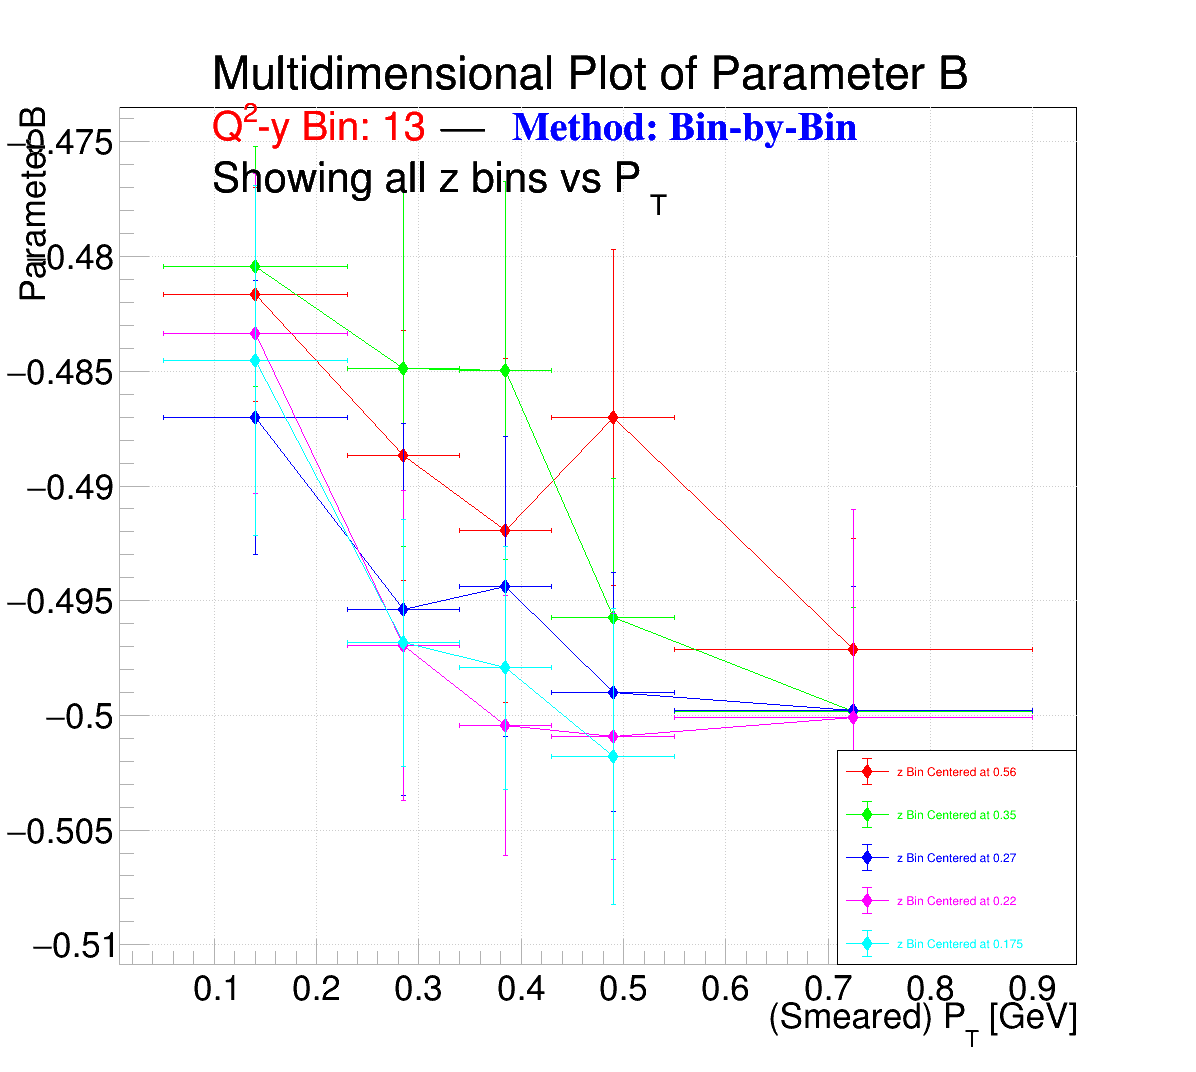 Multidimensional Plot of Parameter B
Q²-y Bin: 13 — Method: Bin-by-Bin
Showing all z bins vs P_T
Parameter B
−0.475
−0.48
−0.485
−0.49
−0.495
−0.5
−0.505
−0.51
z Bin Centered at 0.56
z Bin Centered at 0.35
z Bin Centered at 0.27
z Bin Centered at 0.22
z Bin Centered at 0.175
0.1 0.2 0.3 0.4 0.5 0.6 0.7 0.8 0.9
(Smeared) P_T [GeV]